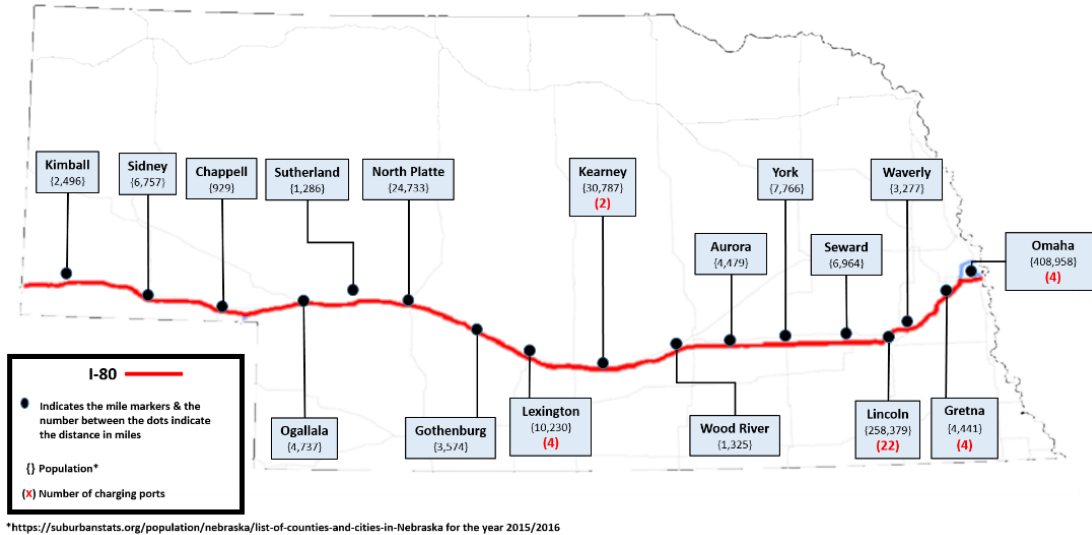 Kimball
{2,496}
Sidney
{6,757}
Chappell
{929}
Sutherland
{1,286}
North Platte
{24,733}
Kearney
{30,787}
(2)
York
{7,766}
Waverly
{3,277}
Aurora
{4,479}
Seward
{6,964}
Omaha
{408,958}
(4)
Ogallala
{4,737}
Gothenburg
{3,574}
Lexington
{10,230}
(4)
Wood River
{1,325}
Lincoln
{258,379}
(22)
Gretna
{4,441}
(4)
I-80
Indicates the mile markers & the
number between the dots indicate
the distance in miles
{} Population*
(X) Number of charging ports
*https://suburbanstats.org/population/nebraska/list-of-counties-and-cities-in-Nebraska for the year 2015/2016